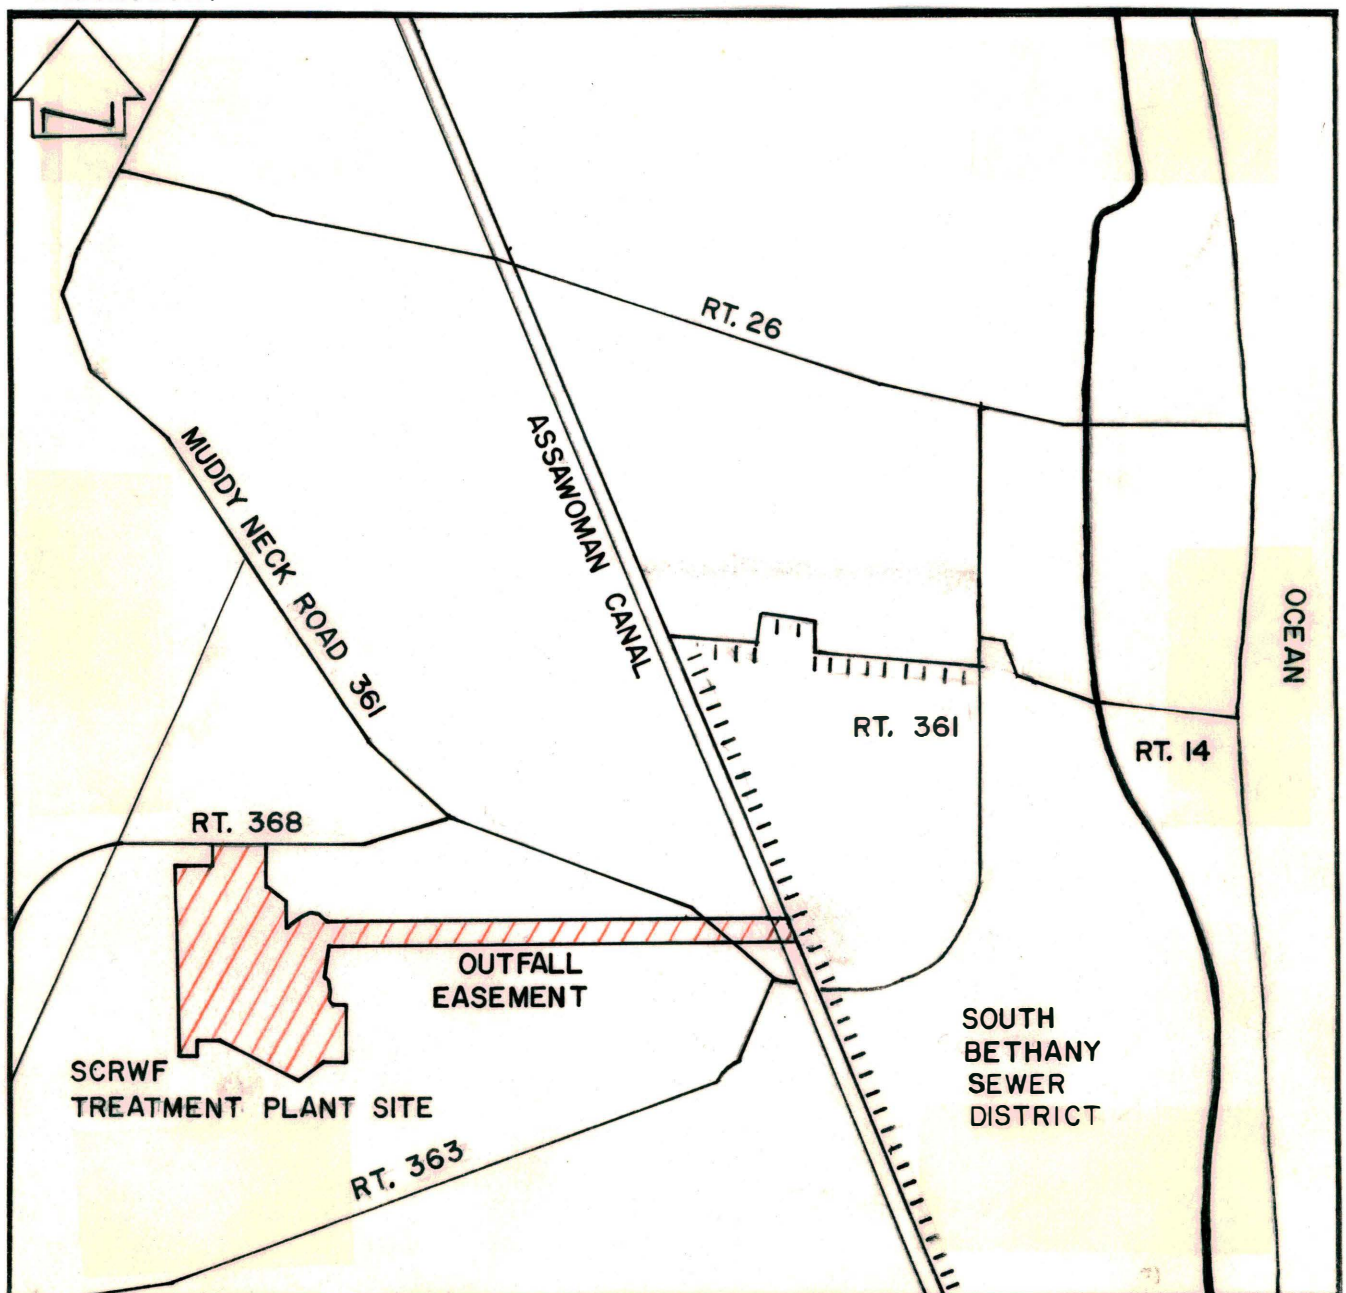 N
RT. 26
ASSAWOMAN CANAL
MUDDY NECK ROAD 361
OCEAN
RT. 361
RT. 14
RT. 368
OUTFALL
EASEMENT
SOUTH
BETHANY
SEWER
DISTRICT
SCRWF
TREATMENT PLANT SITE
RT. 363